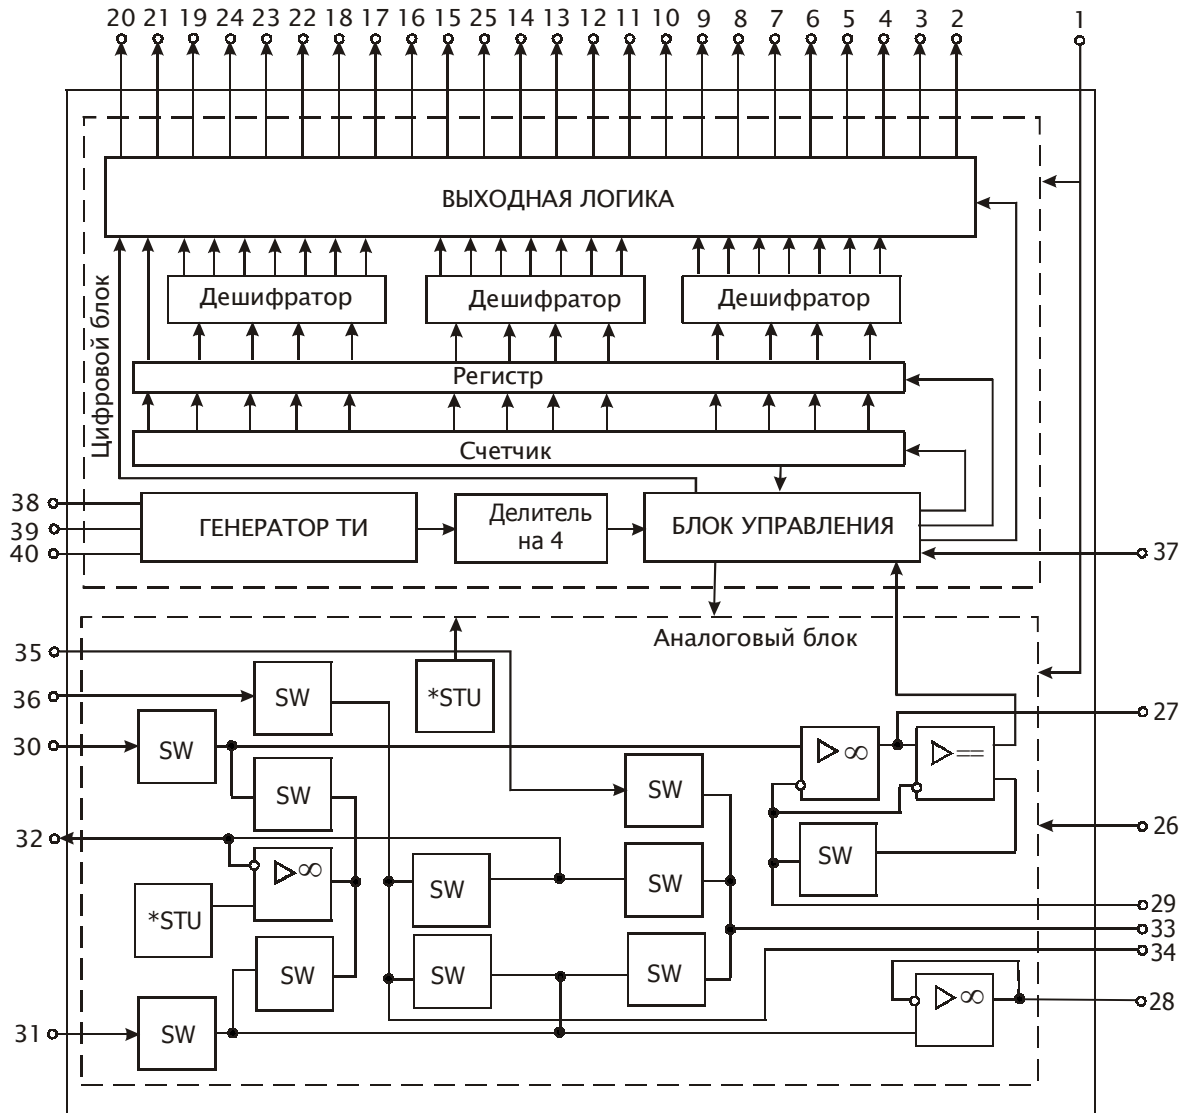 20 21 19 24 23 22 18 17 16 15 25 14 13 12 11 10 9 8 7 6 5 4 3 2 1
ВЫХОДНАЯ ЛОГИКА
Цифровой блок
Дешифратор Дешифратор Дешифратор
Регистр
Счетчик
38
39
40
ГЕНЕРАТОР ТИ
Делитель
на 4
БЛОК УПРАВЛЕНИЯ
37
Аналоговый блок
35
36
SW
*STU
30
SW
27
▷ ∞
▷ ==
SW
SW
32
26
SW
▷ ∞
SW
SW
*STU
29
33
34
SW
SW
SW
▷ ∞
28
31
SW